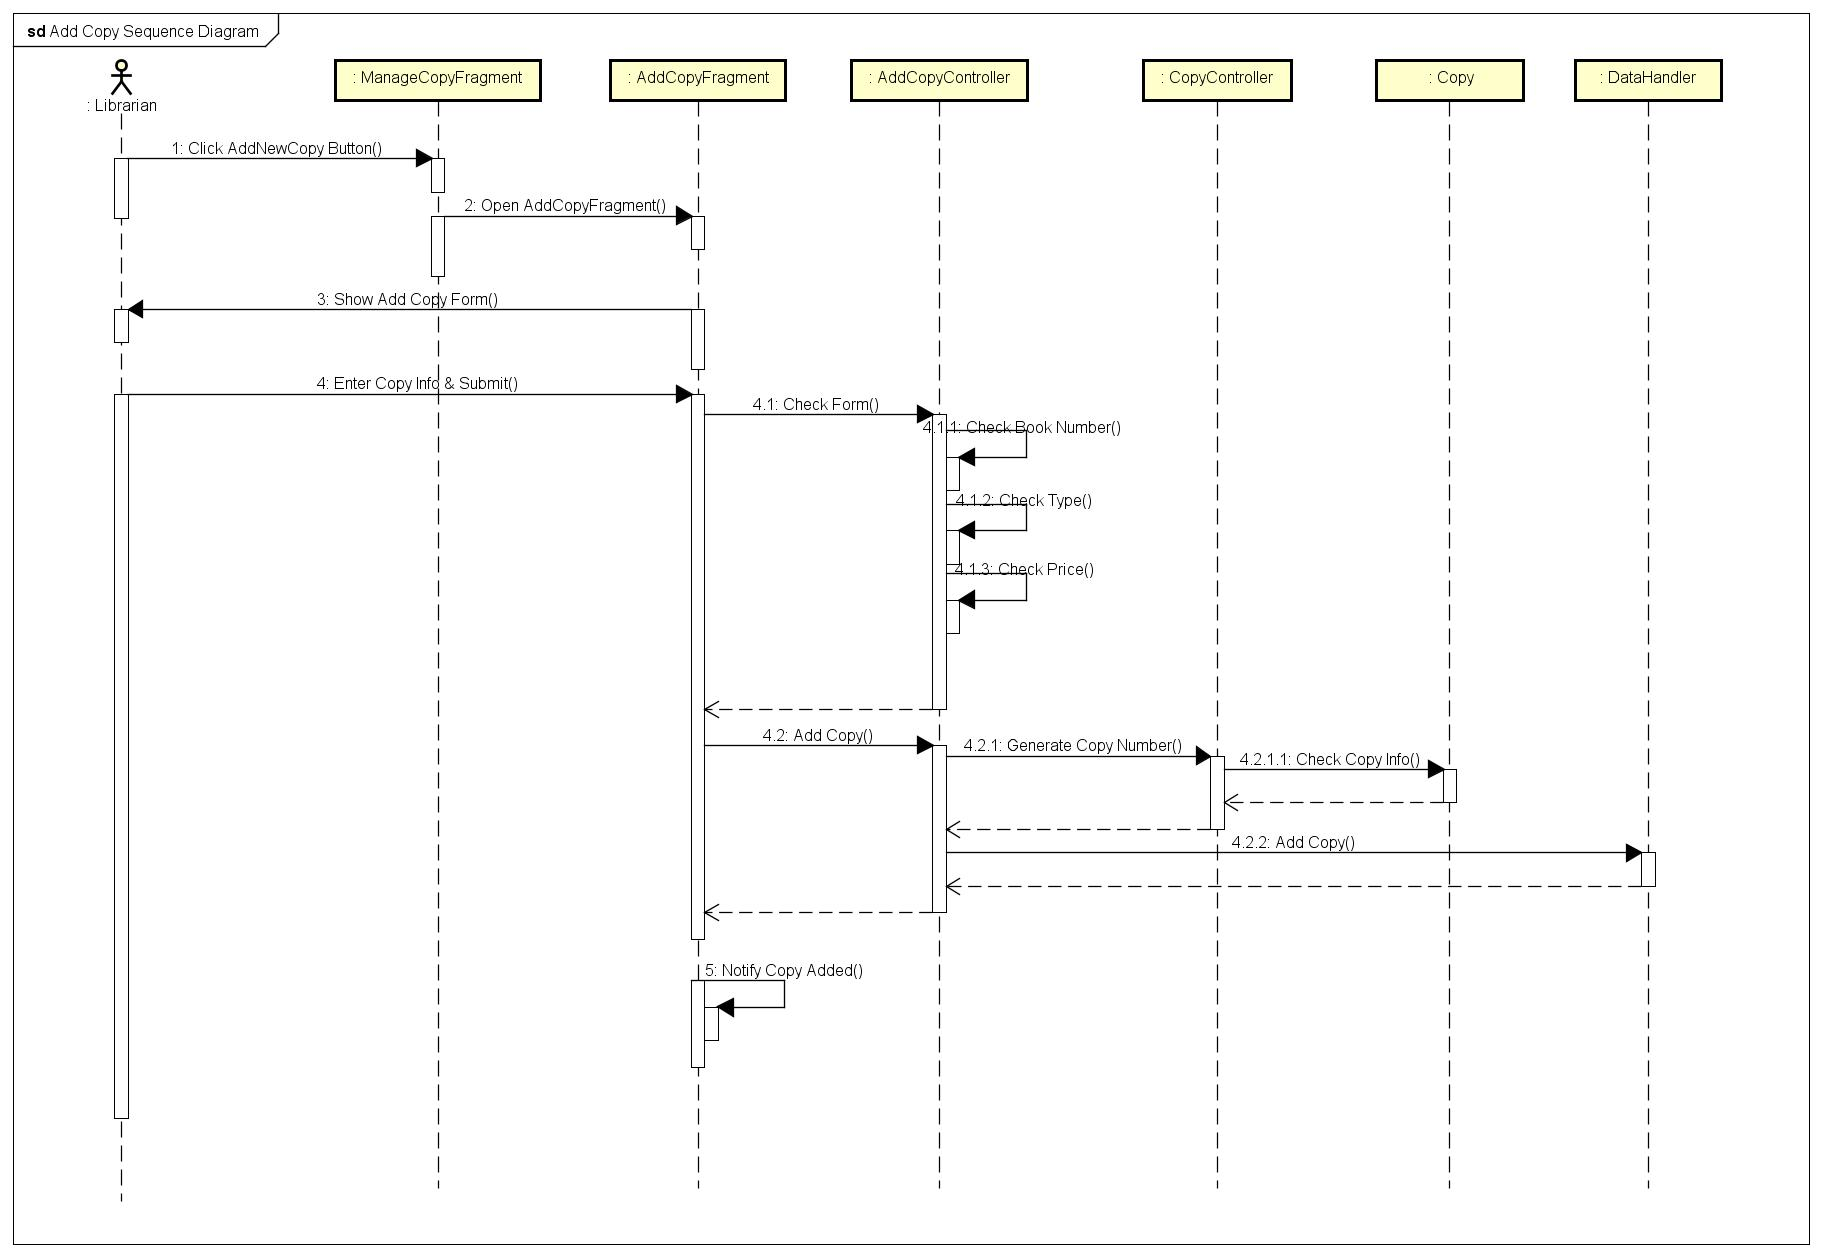 sd Add Copy Sequence Diagram
: Librarian
: ManageCopyFragment
: AddCopyFragment
: AddCopyController
: CopyController
: Copy
: DataHandler
1: Click AddNewCopy Button()
2: Open AddCopyFragment()
3: Show Add Copy Form()
4: Enter Copy Info & Submit()
4.1: Check Form()
4.1.1: Check Book Number()
4.1.2: Check Type()
4.1.3: Check Price()
4.2: Add Copy()
4.2.1: Generate Copy Number()
4.2.1.1: Check Copy Info()
4.2.2: Add Copy()
5: Notify Copy Added()